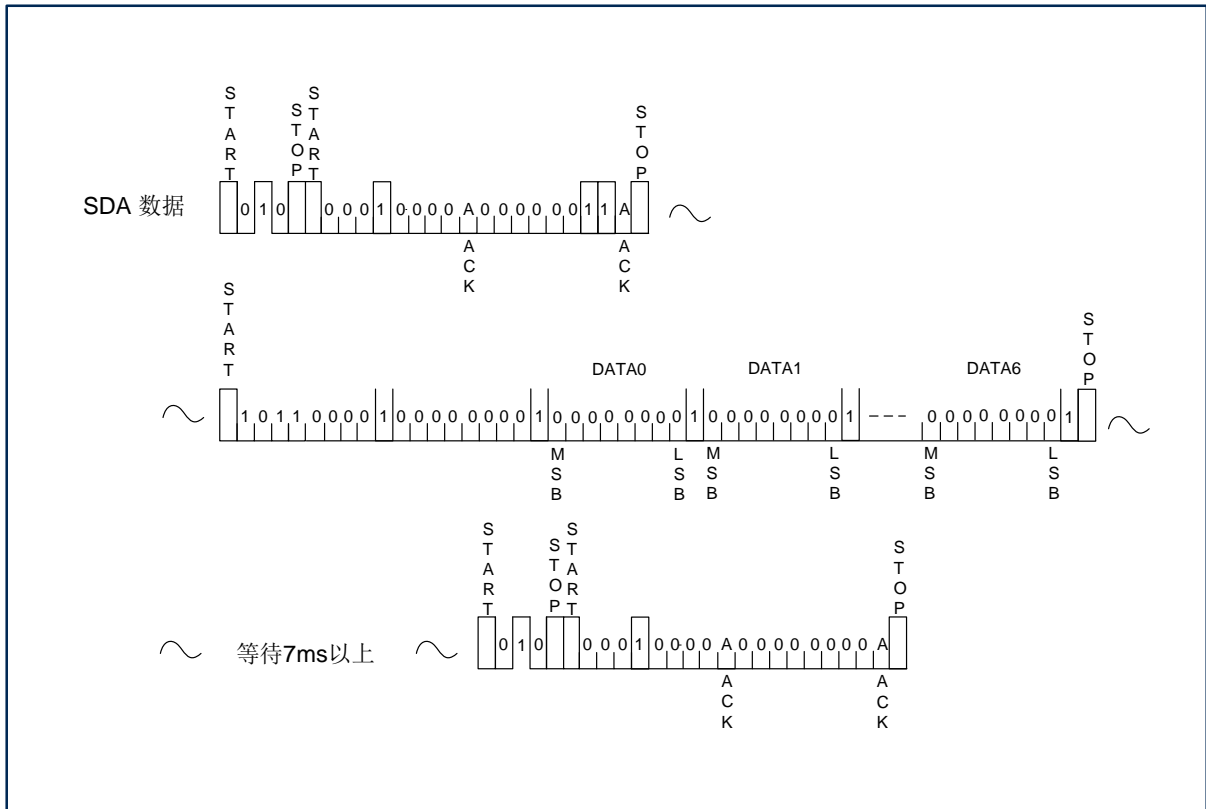 START STOP START STOP
SDA 数据 0 1 0 0 0 0 1 0 0 0 0 A 0 0 0 0 0 0 1 1 A
ACK ACK
START STOP
DATA0 DATA1 DATA6
1 0 1 1 0 0 0 0 1 0 0 0 0 0 0 0 0 1 0 0 0 0 0 0 0 0 1 0 0 0 0 0 0 0 0 1 --- 0 0 0 0 0 0 0 0 1
MSB LSB MSB LSB MSB LSB
START STOP START STOP
等待7ms以上 0 1 0 0 0 0 1 0 0 0 0 A 0 0 0 0 0 0 0 0 A
ACK ACK